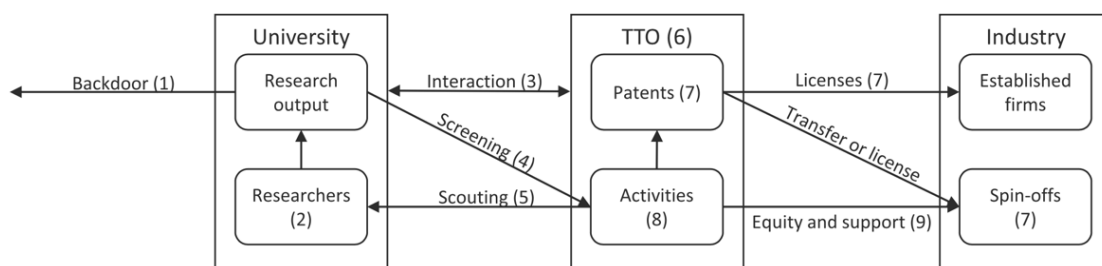 University
TTO (6)
Industry
Backdoor (1)
Research
output
Interaction (3)
Patents (7)
Licenses (7)
Established
firms
Screening (4)
Transfer or license
Researchers
(2)
Scouting (5)
Activities
(8)
Equity and support (9)
Spin-offs
(7)